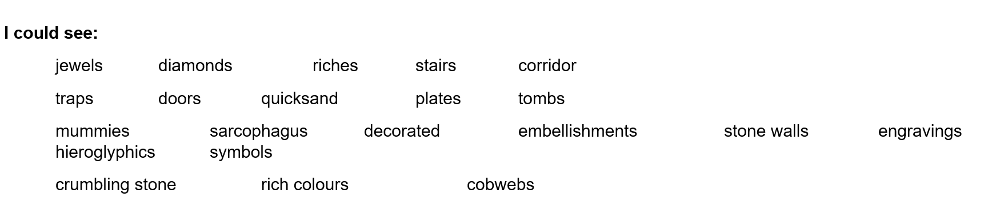 I could see:
jewels diamonds riches stairs corridor
traps doors quicksand plates tombs
mummies sarcophagus decorated embellishments stone walls engravings
hieroglyphics symbols
crumbling stone rich colours cobwebs